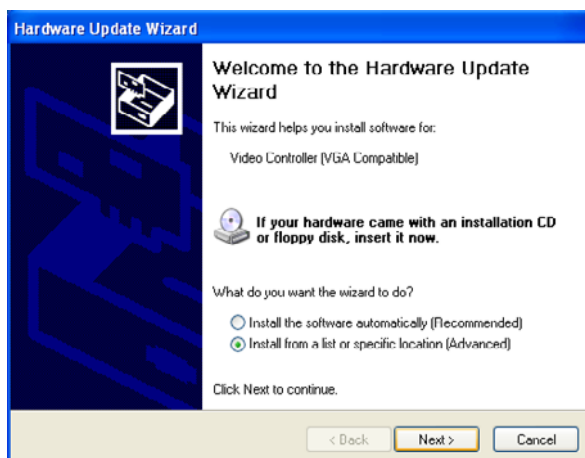 Hardware Update Wizard
Welcome to the Hardware Update
Wizard
This wizard helps you install software for:
Video Controller (VGA Compatible)
If your hardware came with an installation CD
or floppy disk, insert it now.
What do you want the wizard to do?
Install the software automatically (Recommended)
Install from a list or specific location (Advanced)
Click Next to continue.
< Back Next > Cancel